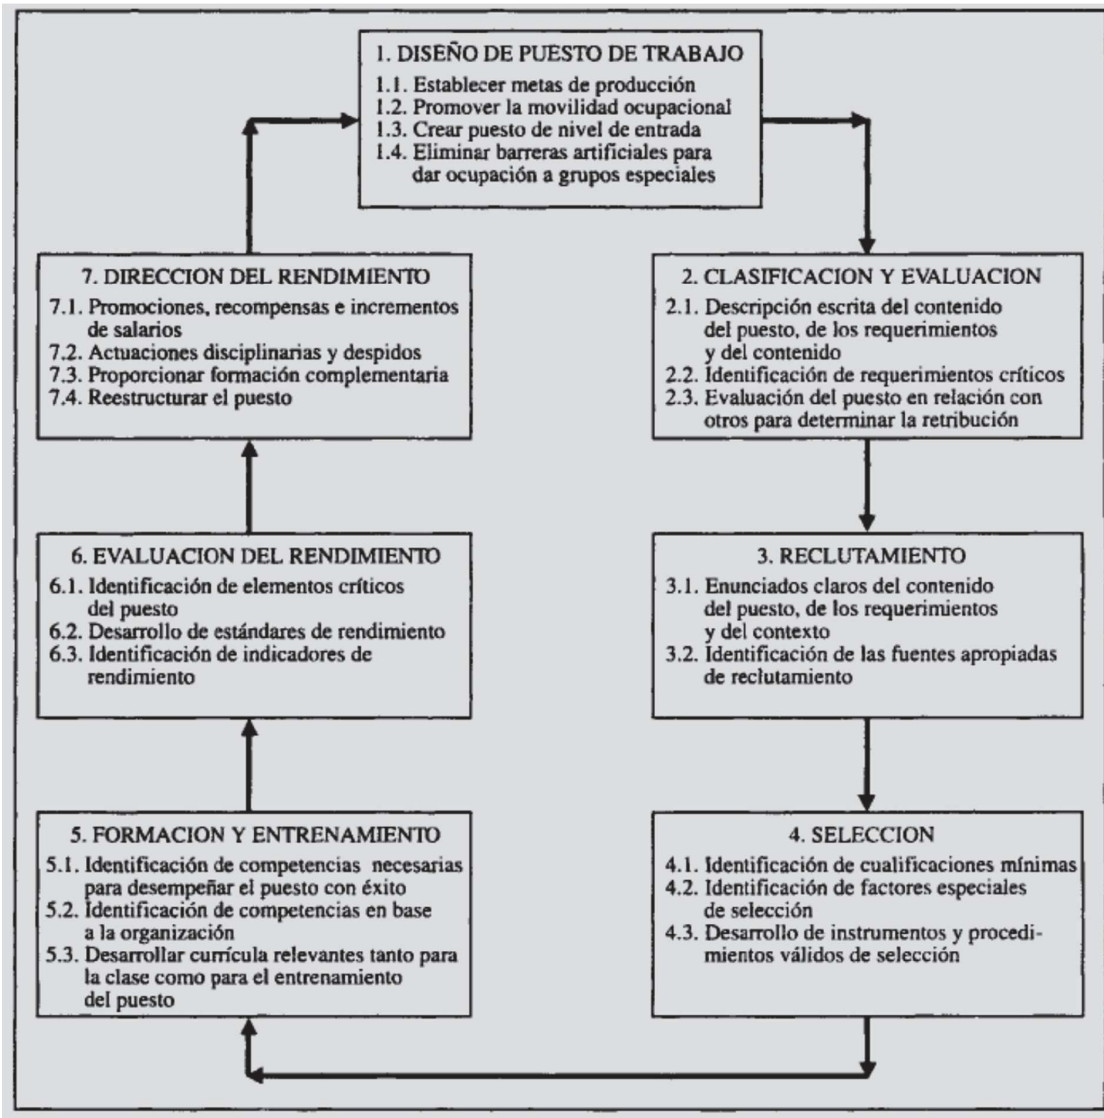 1. DISEÑO DE PUESTO DE TRABAJO
1.1. Establecer metas de producción
1.2. Promover la movilidad ocupacional
1.3. Crear puesto de nivel de entrada
1.4. Eliminar barreras artificiales para
dar ocupación a grupos especiales
2. CLASIFICACION Y EVALUACION
2.1. Descripción escrita del contenido
del puesto, de los requerimientos
y del contenido
2.2. Identificación de requerimientos críticos
2.3. Evaluación del puesto en relación con
otros para determinar la retribución
3. RECLUTAMIENTO
3.1. Enunciados claros del contenido
del puesto, de los requerimientos
y del contexto
3.2. Identificación de las fuentes apropiadas
de reclutamiento
4. SELECCION
4.1. Identificación de cualificaciones mínimas
4.2. Identificación de factores especiales
de selección
4.3. Desarrollo de instrumentos y procedi-
mientos válidos de selección
5. FORMACION Y ENTRENAMIENTO
5.1. Identificación de competencias necesarias
para desempeñar el puesto con éxito
5.2. Identificación de competencias en base
a la organización
5.3. Desarrollar currícula relevantes tanto para
la clase como para el entrenamiento
del puesto
6. EVALUACION DEL RENDIMIENTO
6.1. Identificación de elementos críticos
del puesto
6.2. Desarrollo de estándares de rendimiento
6.3. Identificación de indicadores de
rendimiento
7. DIRECCION DEL RENDIMIENTO
7.1. Promociones, recompensas e incrementos
de salarios
7.2. Actuaciones disciplinarias y despidos
7.3. Proporcionar formación complementaria
7.4. Reestructurar el puesto